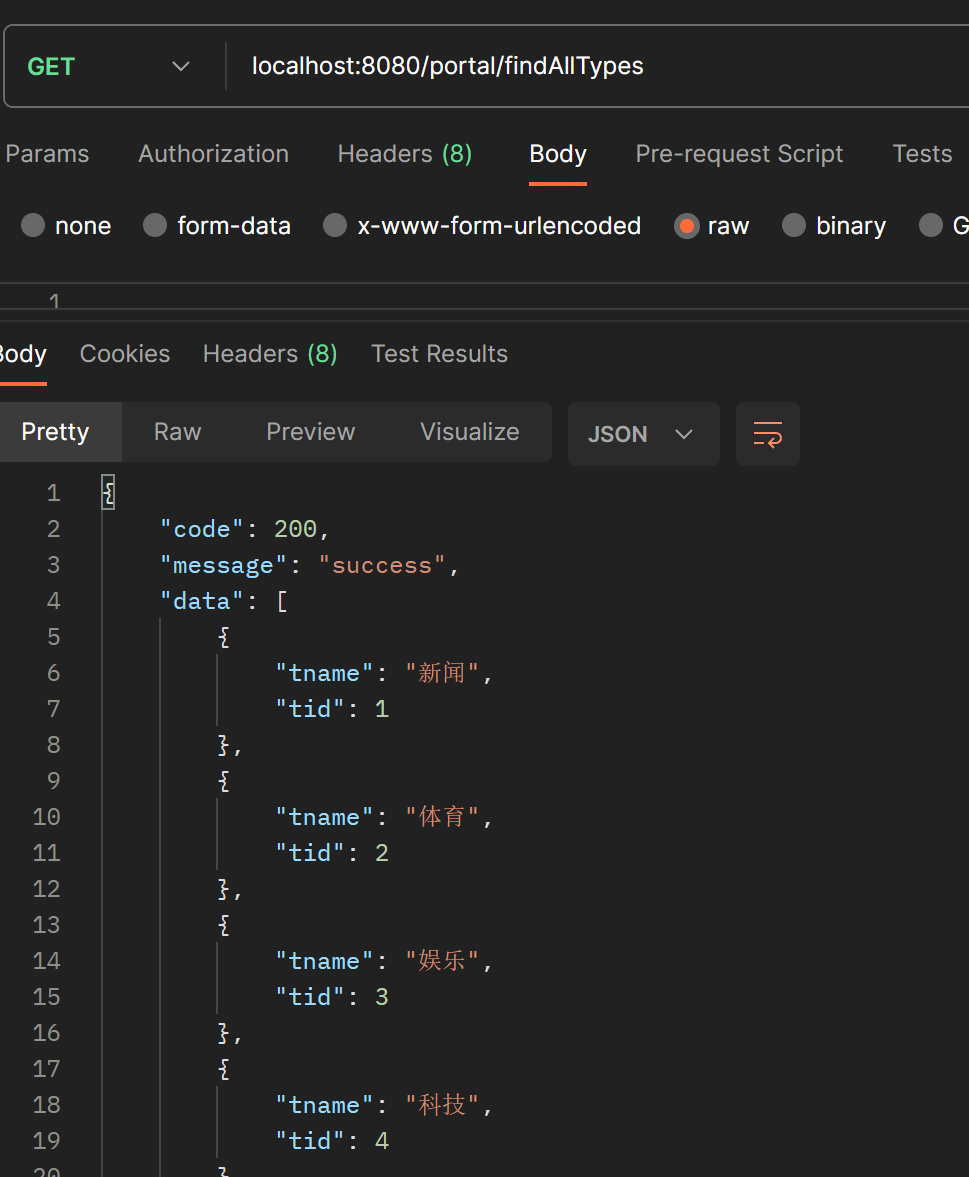 GET localhost:8080/portal/findAllTypes
Params Authorization Headers (8) Body Pre-request Script Tests
none form-data x-www-form-urlencoded raw binary G
1
Body Cookies Headers (8) Test Results
Pretty Raw Preview Visualize JSON
1 {
2 "code": 200,
3 "message": "success",
4 "data": [
5 {
6 "tname": "新闻",
7 "tid": 1
8 },
9 {
10 "tname": "体育",
11 "tid": 2
12 },
13 {
14 "tname": "娱乐",
15 "tid": 3
16 },
17 {
18 "tname": "科技",
19 "tid": 4
20 }